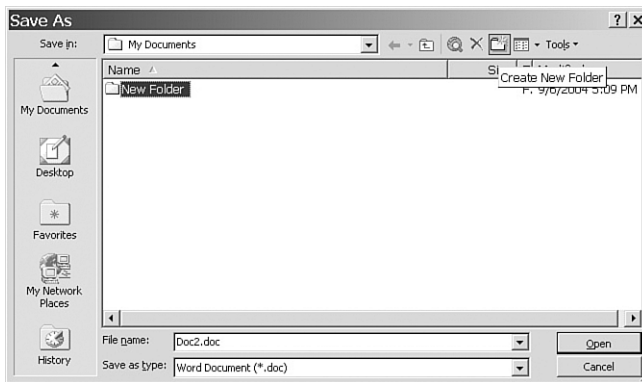 Save As
? X
Save in: My Documents Tools
Name
Create New Folder
New Folder F. 9/6/2004 5:09 PM
My Documents
Desktop
Favorites
My Network
Places
History
File name: Doc2.doc Open
Save as type: Word Document (*.doc) Cancel